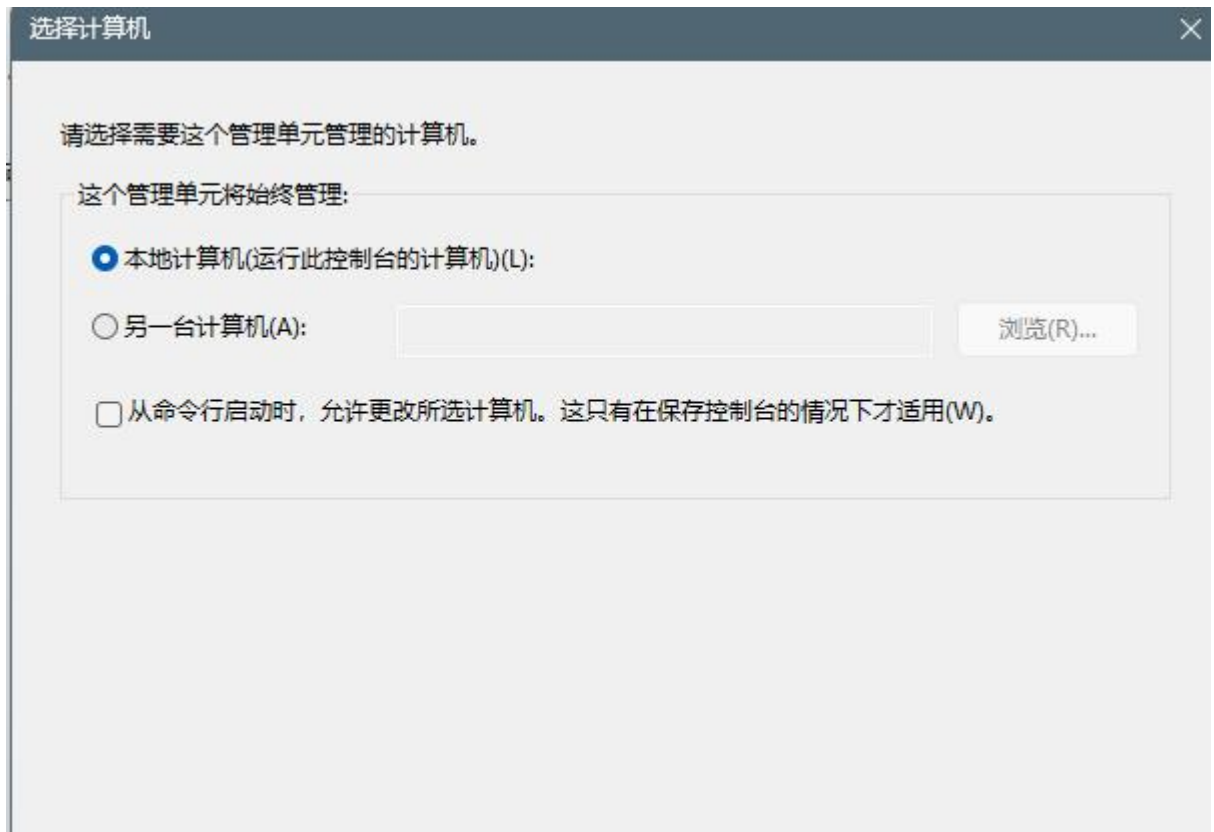 选择计算机
请选择需要这个管理单元管理的计算机。
这个管理单元将始终管理:
本地计算机(运行此控制台的计算机)(L):
另一台计算机(A): 浏览(R)...
从命令行启动时，允许更改所选计算机。这只有在保存控制台的情况下才适用(W)。